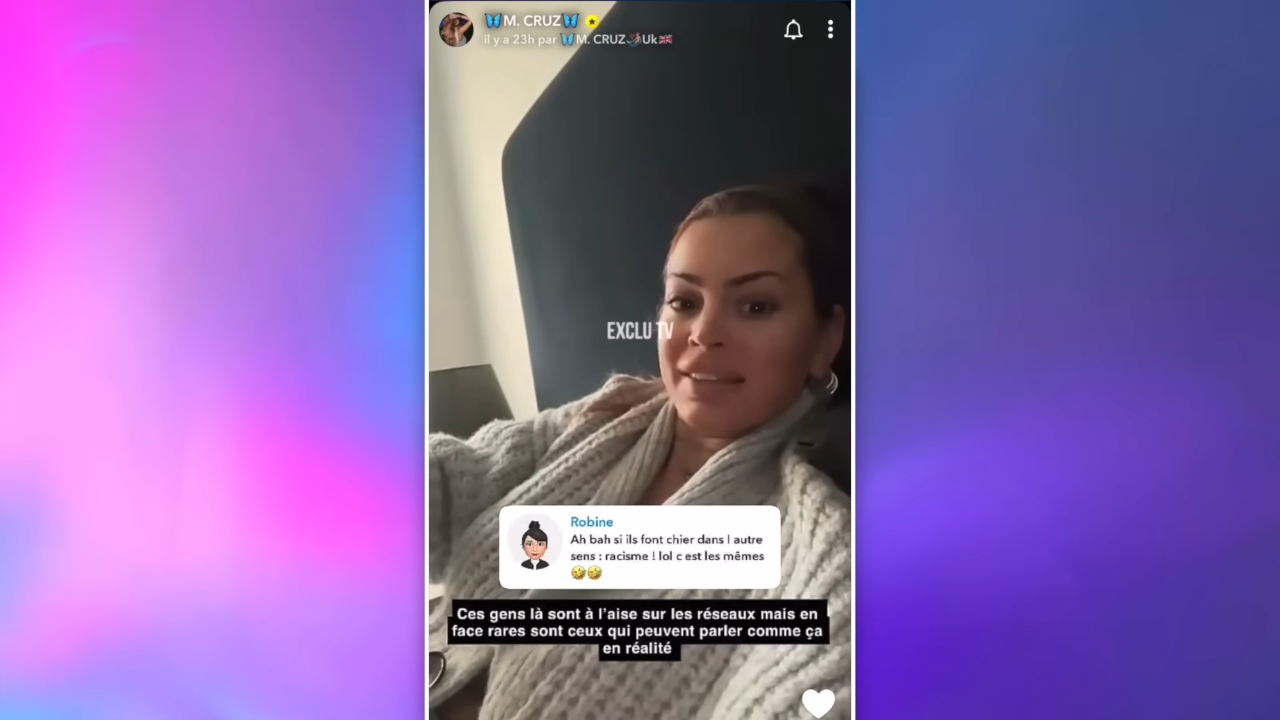 🦋M. CRUZ🦋
il y a 23h par 🦋M. CRUZ Uk🇬🇧
EXCLU TV
Robine
Ah bah si ils font chier dans l autre
sens : racisme ! lol c est les mêmes
🤣🤣
Ces gens là sont à l'aise sur les réseaux mais en
face rares sont ceux qui peuvent parler comme ça
en réalité